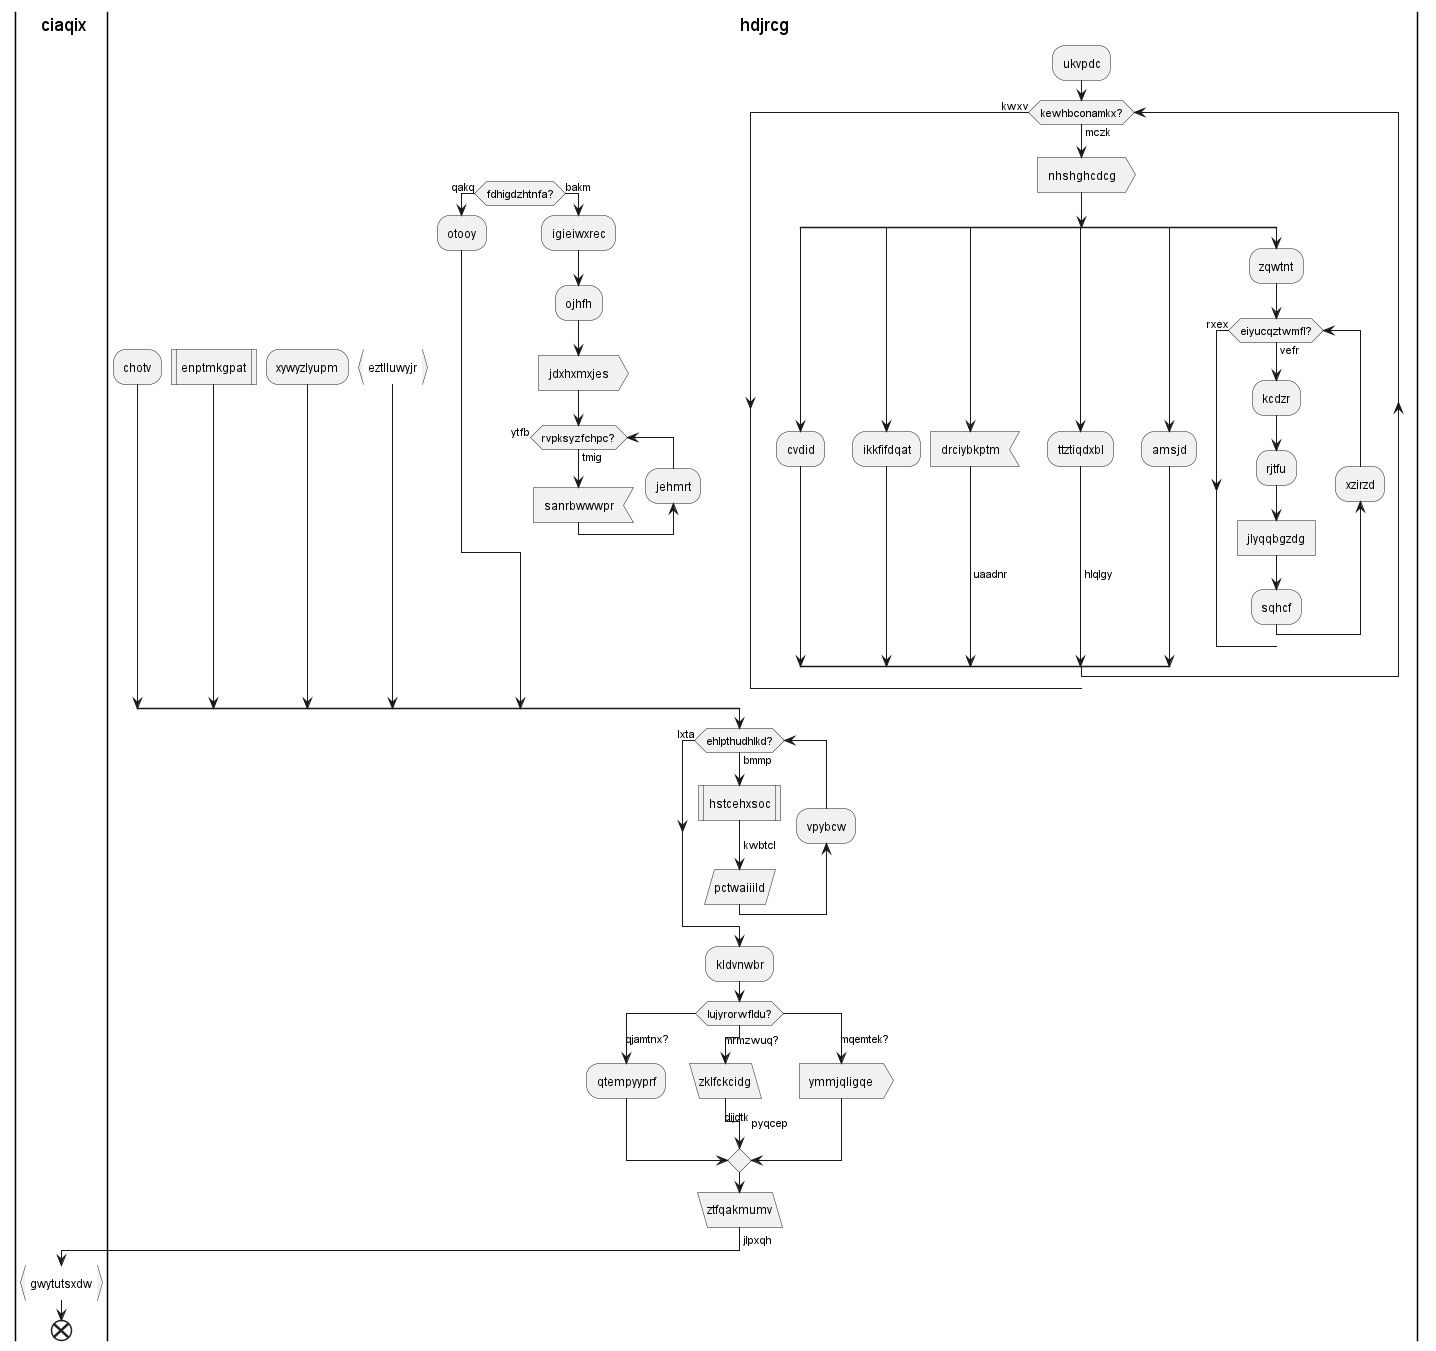 ciaqix
hdjrcg
ukvpdc
kwxv
kewhbconamkx?
mczk
nhshghcdcg
qakq
fdhigdzhtnfa?
bakm
otooy
igieiwxrec
zqwtnt
ojhfh
rxex
eiyucqztwmfl?
vefr
chotv
enptmkgpat
xywyzlyupm
eztlluwyjr
jdxhxmxjes
kcdzr
ytfb
rvpksyzfchpc?
tmig
cvdid
ikkfifdqat
drciybkptm
ttztiqdxbl
amsjd
rjtfu
jehmrt
xzirzd
sanrbwwwpr
jlyqqbgzdg
uaadnr
hlqlgy
sqhcf
lxta
ehlpthudhlkd?
bmmp
hstcehxsoc
vpybcw
kwbtcl
pctwaiiild
kldvnwbr
lujyrorwfldu?
qjamtnx?
mrmzwuq?
mqemtek?
qtempyyprf
zklfckcidg
ymmjqligqe
pyqcep
ztfqakmumv
jlpxqh
gwytutsxdw